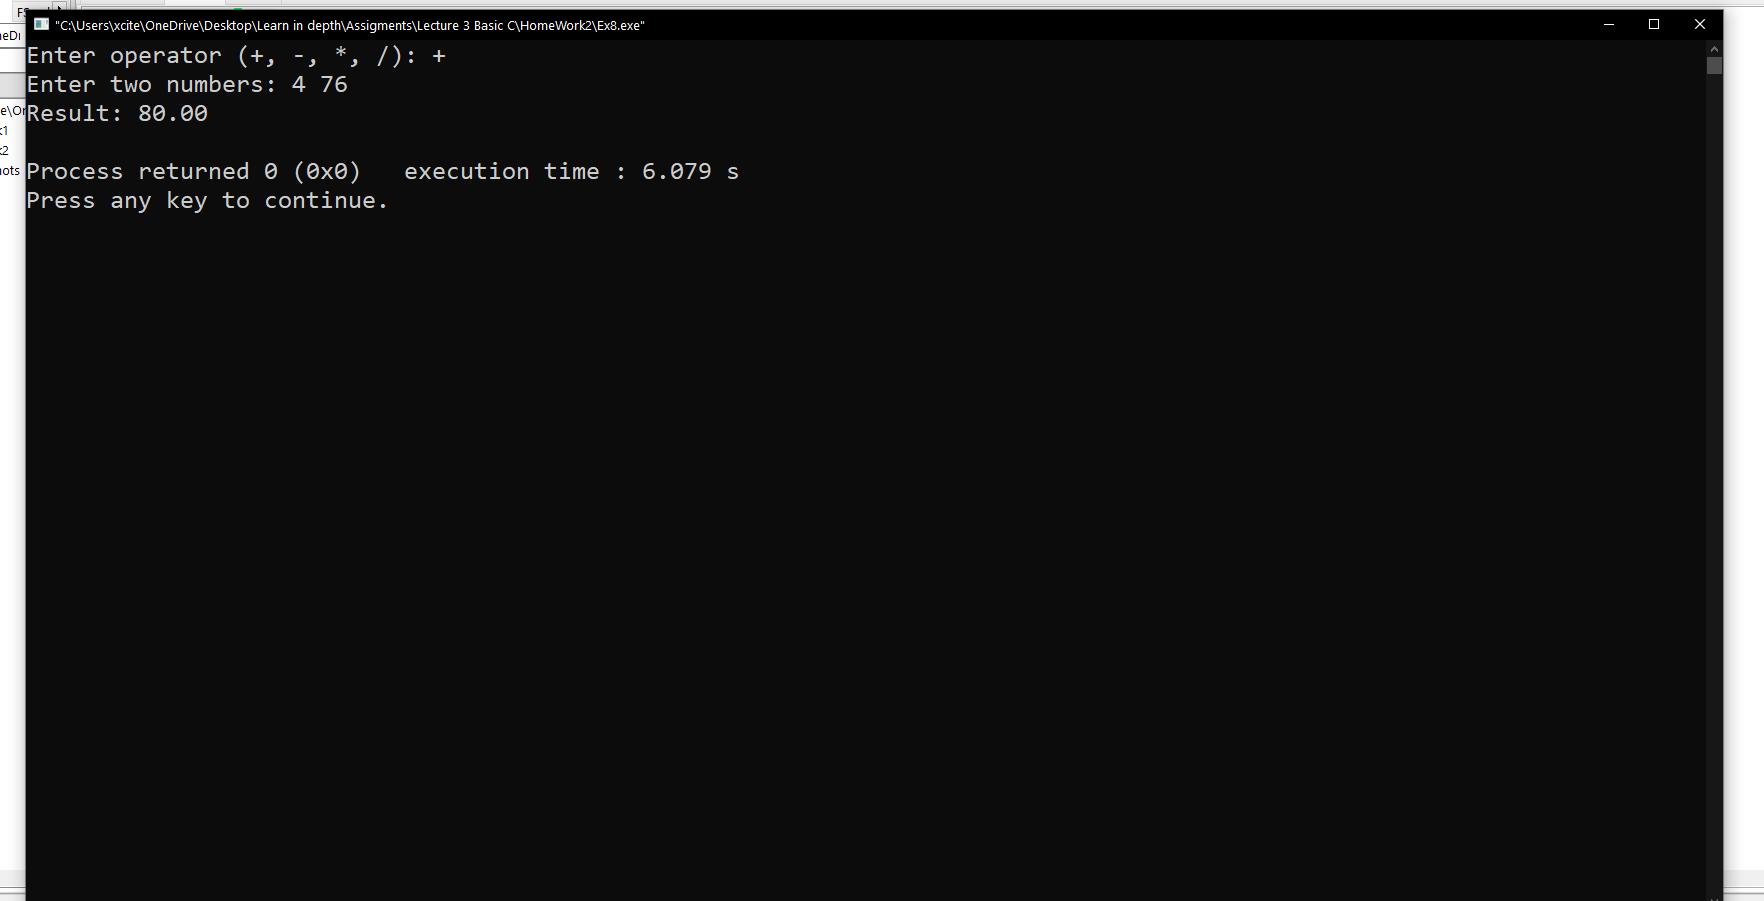 "C:\Users\xcite\OneDrive\Desktop\Learn in depth\Assigments\Lecture 3 Basic C\HomeWork2\Ex8.exe"
Enter operator (+, -, *, /): +
Enter two numbers: 4 76
Result: 80.00
Process returned 0 (0x0)   execution time : 6.079 s
Press any key to continue.